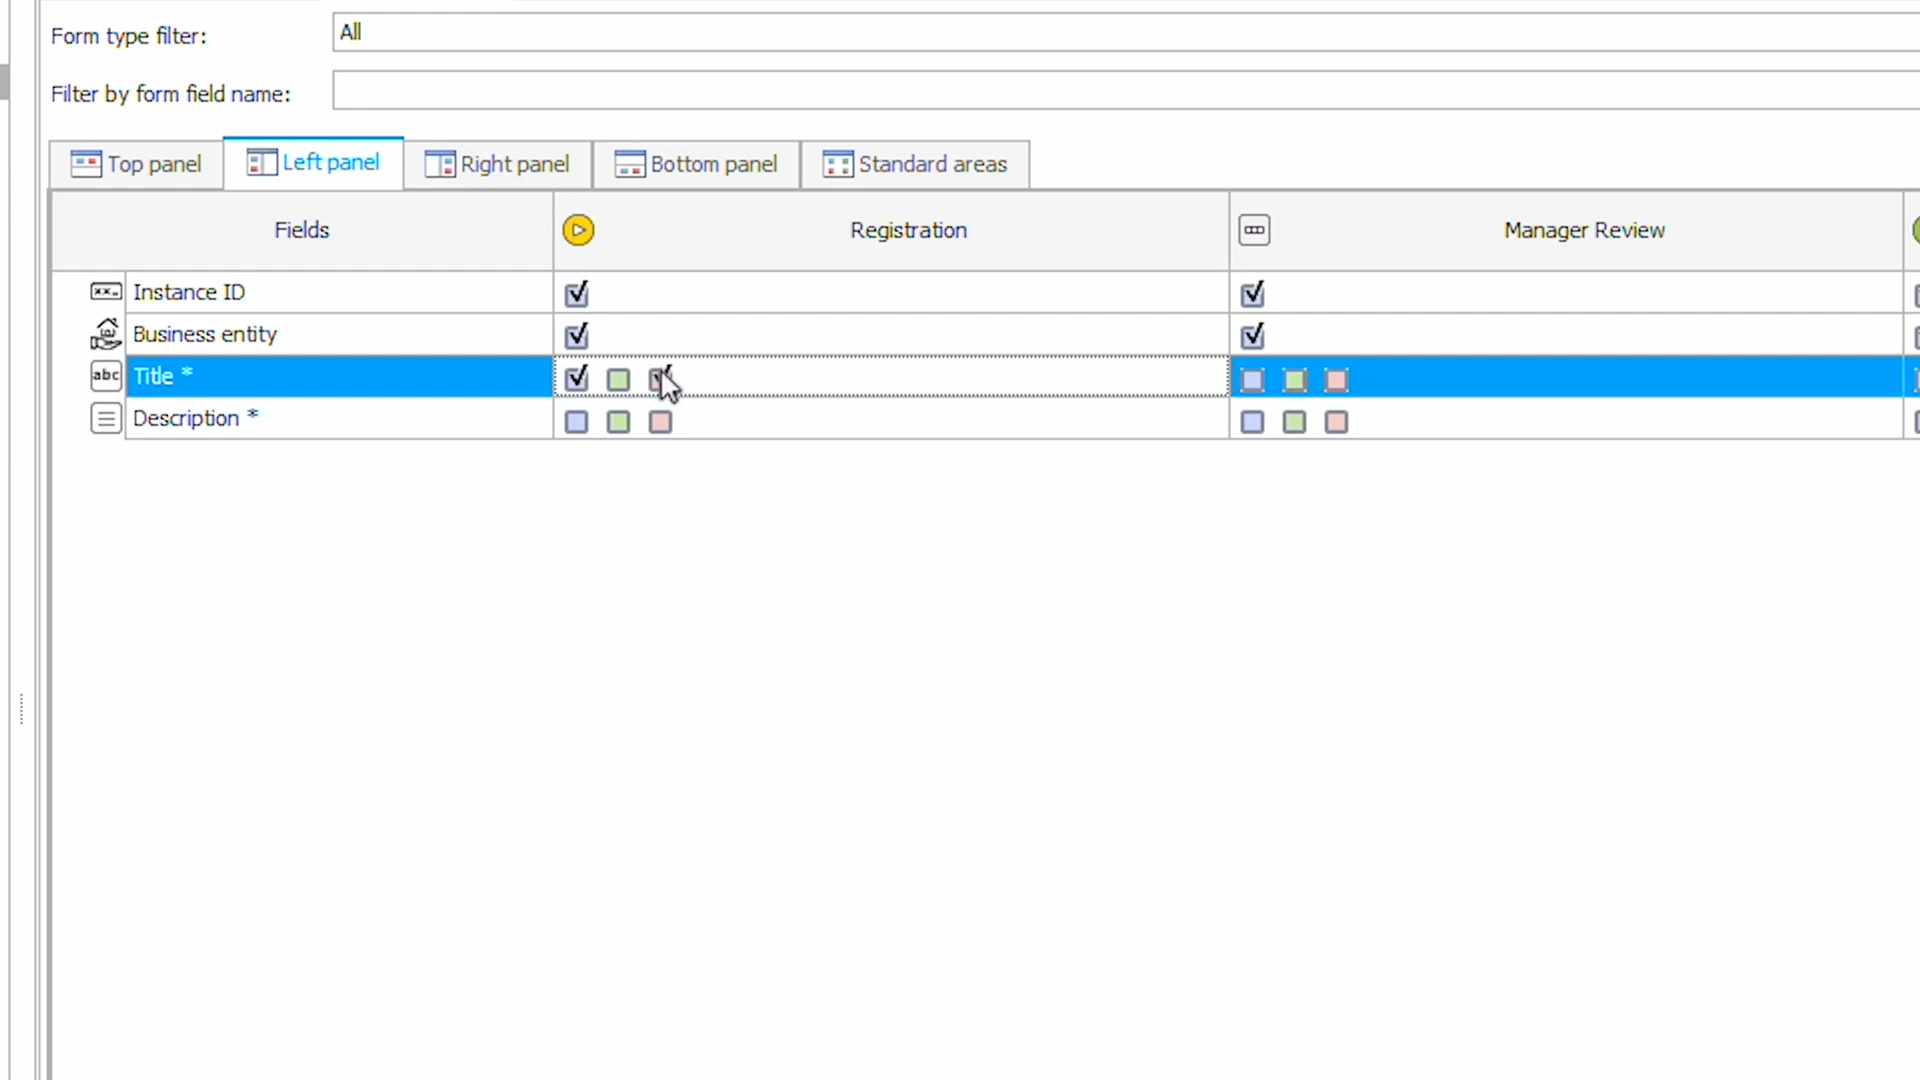 Form type filter: All
Filter by form field name:
Top panel Left panel Right panel Bottom panel Standard areas
Fields Registration Manager Review
Instance ID
Business entity
abc Title *
Description *